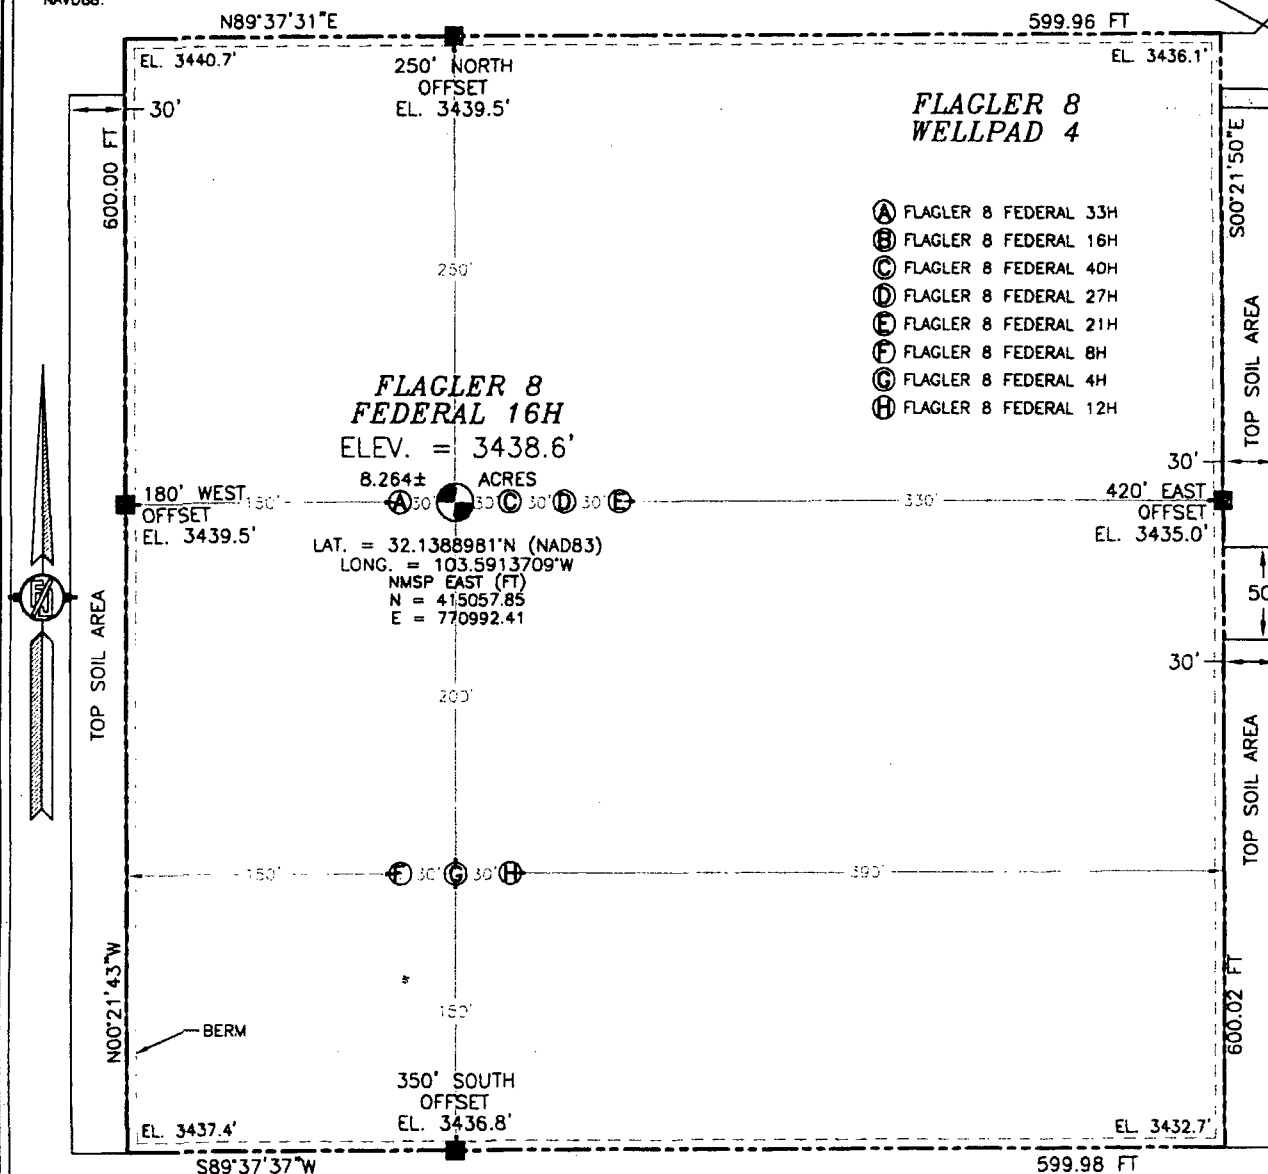 NAVD88.
N89°37'31"E
599.96 FT
EL. 3440.7'
250' NORTH
OFFSET
EL. 3439.5'
EL. 3436.1'
30'
600.00 FT
FLAGLER 8
WELLPAD 4
S00°21'50"E
A FLAGLER 8 FEDERAL 33H
B FLAGLER 8 FEDERAL 16H
C FLAGLER 8 FEDERAL 40H
D FLAGLER 8 FEDERAL 27H
E FLAGLER 8 FEDERAL 21H
F FLAGLER 8 FEDERAL 8H
G FLAGLER 8 FEDERAL 4H
H FLAGLER 8 FEDERAL 12H
250'
TOP SOIL AREA
FLAGLER 8
FEDERAL 16H
ELEV. = 3438.6'
8.264± ACRES
30'
180' WEST
OFFSET
EL. 3439.5'
150'
A 30' 30' C 30' D 30' E
330'
420' EAST
OFFSET
EL. 3435.0'
LAT. = 32.1388981°N (NAD83)
LONG. = 103.5913709°W
NMSP EAST (FT)
N = 415057.85
E = 770992.41
50
30'
TOP SOIL AREA
200'
TOP SOIL AREA
150'
F 30' G 30' H
390'
N00°21'43"W
600.02 FT
150'
BERM
350' SOUTH
OFFSET
EL. 3436.8'
EL. 3437.4'
EL. 3432.7'
S89°37'37"W
599.98 FT